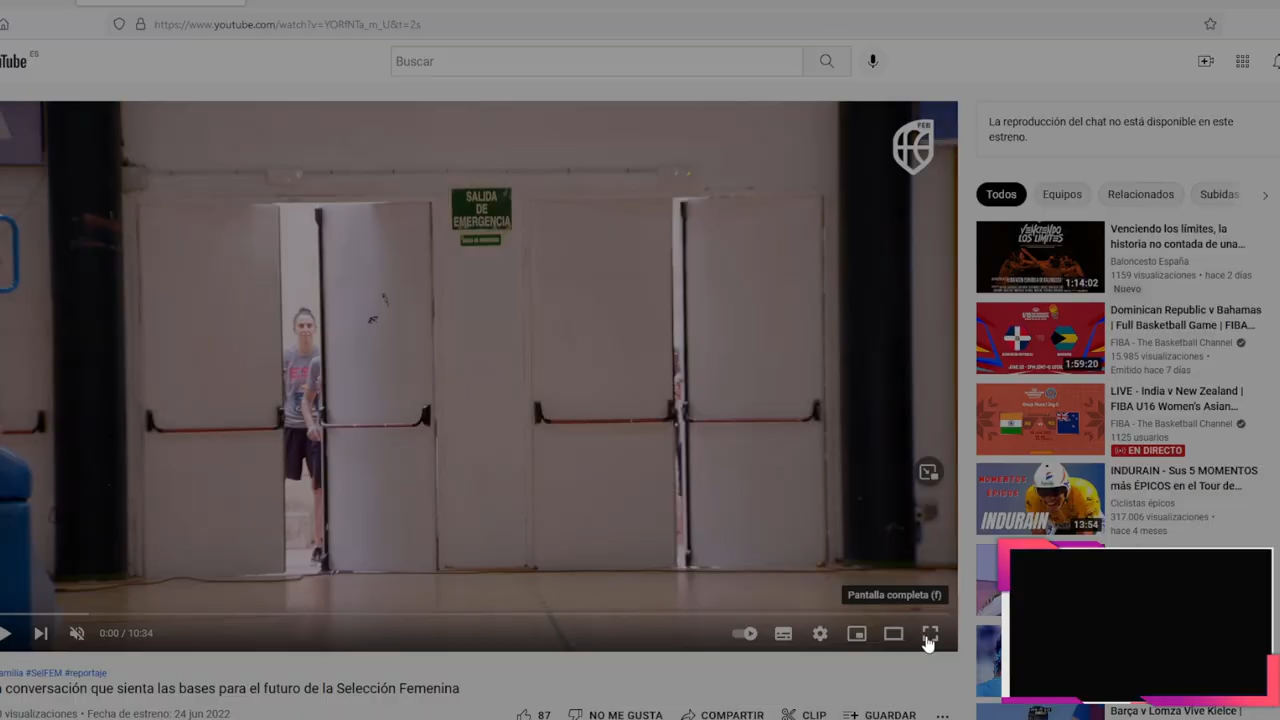 https://www.youtube.com/watch?v=YORfNTa_m_U&t=2s
Tube ES
Buscar
FEB
SALIDA
DE
EMERGENCIA
Pantalla completa (f)
0:00 / 10:34
amilia #SelFEM #reportaje
conversación que sienta las bases para el futuro de la Selección Femenina
visualizaciones • Fecha de estreno: 24 jun 2022
87
NO ME GUSTA
COMPARTIR
CLIP
GUARDAR
La reproducción del chat no está disponible en este
estreno.
Todos
Equipos
Relacionados
Subidas
VENCIENDO
LOS LÍMITES
1:14:02
Venciendo los límites, la
historia no contada de una...
Baloncesto España
1159 visualizaciones • hace 2 días
Nuevo
1:59:20
Dominican Republic v Bahamas
| Full Basketball Game | FIBA...
FIBA - The Basketball Channel
15.985 visualizaciones •
Emitido hace 7 días
LIVE - India v New Zealand |
FIBA U16 Women's Asian...
FIBA - The Basketball Channel
1125 usuarios
EN DIRECTO
MOMENTOS
ÉPICOS
INDURAIN
13:54
INDURAIN - Sus 5 MOMENTOS
más ÉPICOS en el Tour de...
Ciclistas épicos
317.006 visualizaciones •
hace 4 meses
Barça v Lomza Vive Kielce |